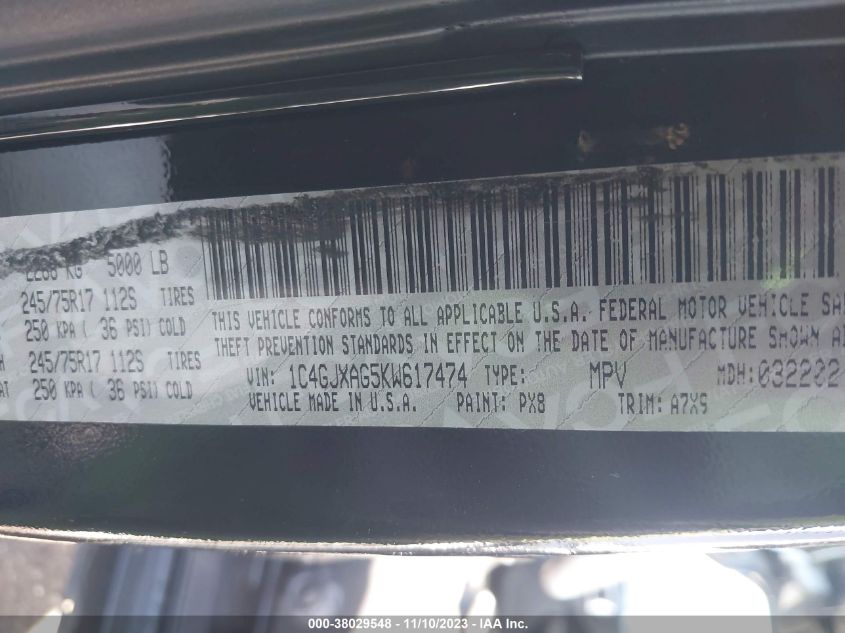 2268 KG 5000 LB
245/75R17 112S TIRES
250 KPA ( 36 PSI) COLD
245/75R17 112S TIRES
250 KPA ( 36 PSI) COLD
THIS VEHICLE CONFORMS TO ALL APPLICABLE U.S.A. FEDERAL MOTOR VEHICLE SA
THEFT PREVENTION STANDARDS IN EFFECT ON THE DATE OF MANUFACTURE SHOWN A
VIN: 1C4GJXAG5KW617474 TYPE: MPV MDH: 032202
VEHICLE MADE IN U.S.A. PAINT: PX8 TRIM: A7X9
000-38029548 - 11/10/2023 - IAA Inc.